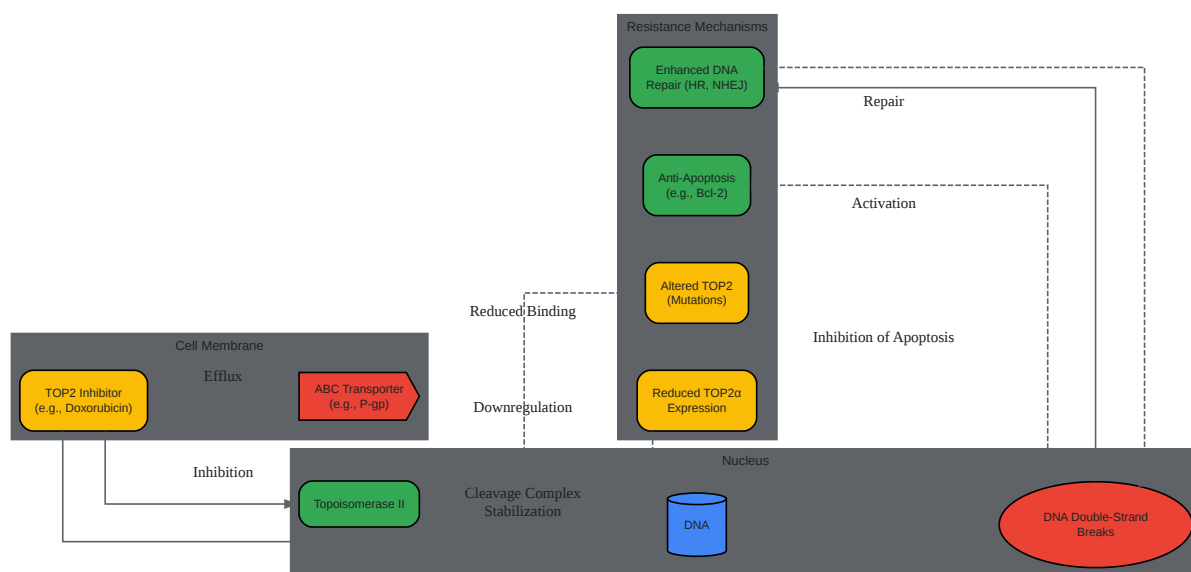 Resistance Mechanisms
Enhanced DNA
Repair (HR, NHEJ)
Repair
Anti-Apoptosis
(e.g., Bcl-2)
Activation
Altered TOP2
(Mutations)
Reduced Binding
Inhibition of Apoptosis
Cell Membrane
Efflux
TOP2 Inhibitor
(e.g., Doxorubicin)
ABC Transporter
(e.g., P-gp)
Downregulation
Reduced TOP2α
Expression
Nucleus
Inhibition
Topoisomerase II
Cleavage Complex
Stabilization
DNA
DNA Double-Strand
Breaks